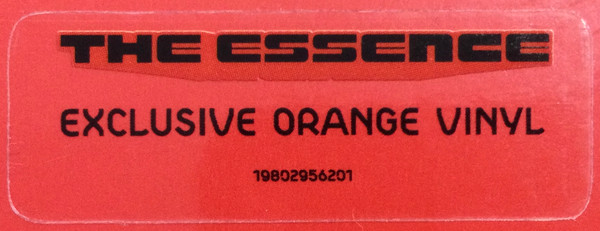 THE ESSENCE
EXCLUSIVE ORANGE VINYL
19802956201